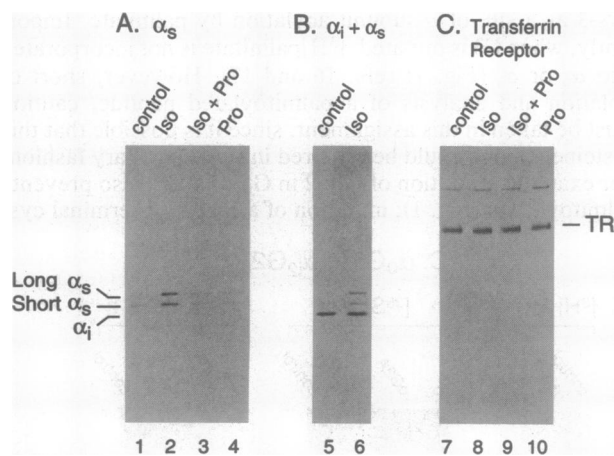 A. αs
B. αi + αs
C. Transferrin Receptor
control
Iso
Iso + Pro
Pro
control
Iso
control
Iso
Iso + Pro
Pro
TR
Long αs
Short αs
αi
1 2 3 4
5 6
7 8 9 10